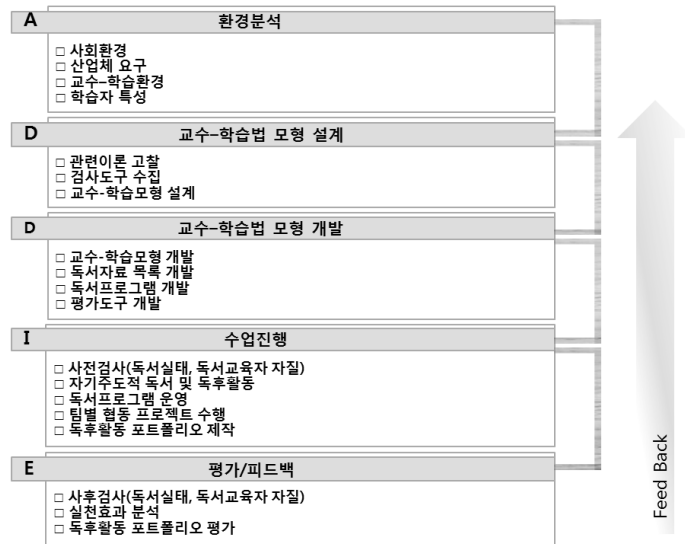 A 환경분석
□ 사회환경
□ 산업체 요구
□ 교수–학습환경
□ 학습자 특성
D 교수–학습법 모형 설계
□ 관련이론 고찰
□ 검사도구 수집
□ 교수-학습모형 설계
D 교수–학습법 모형 개발
□ 교수-학습모형 개발
□ 독서자료 목록 개발
□ 독서프로그램 개발
□ 평가도구 개발
I 수업진행
□ 사전검사(독서실태, 독서교육자 자질)
□ 자기주도적 독서 및 독후활동
□ 독서프로그램 운영
□ 팀별 협동 프로젝트 수행
□ 독후활동 포트폴리오 제작
E 평가/피드백
□ 사후검사(독서실태, 독서교육자 자질)
□ 실천효과 분석
□ 독후활동 포트폴리오 평가
Feed Back